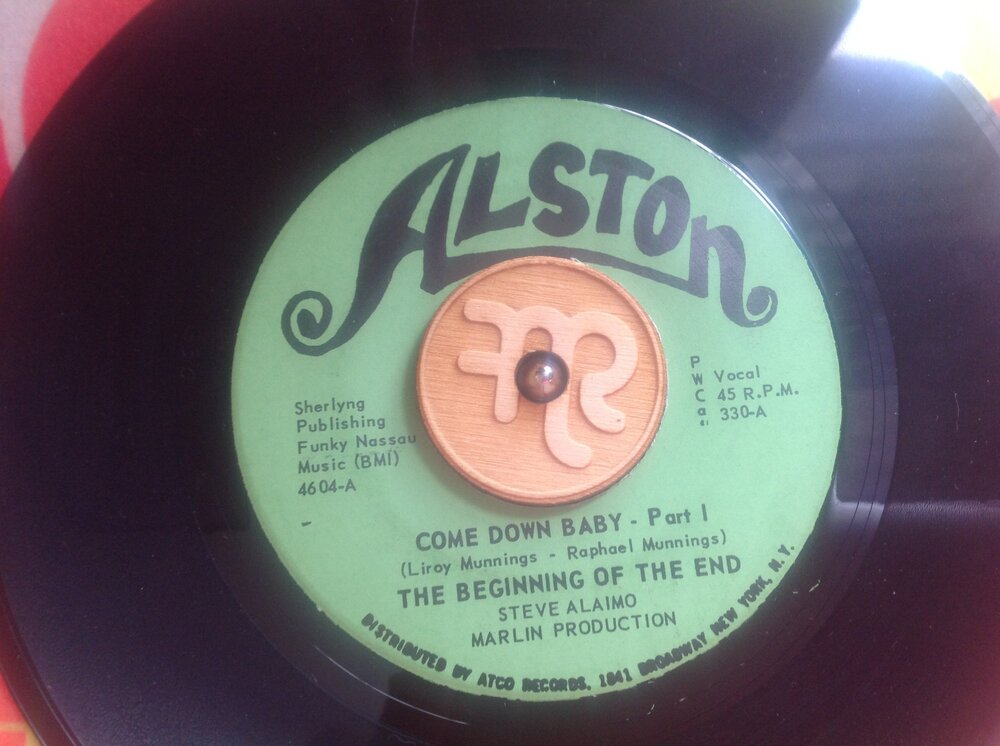 ALSTON
Sherlyng
Publishing
Funky Nassau
Music (BMI)
4604-A
P
W Vocal
C 45 R.P.M.
a 330-A
COME DOWN BABY - Part I
(Liroy Munnings - Raphael Munnings)
THE BEGINNING OF THE END
STEVE ALAIMO
MARLIN PRODUCTION
DISTRIBUTED BY ATCO RECORDS, 1841 BROADWAY NEW YORK, N.Y.